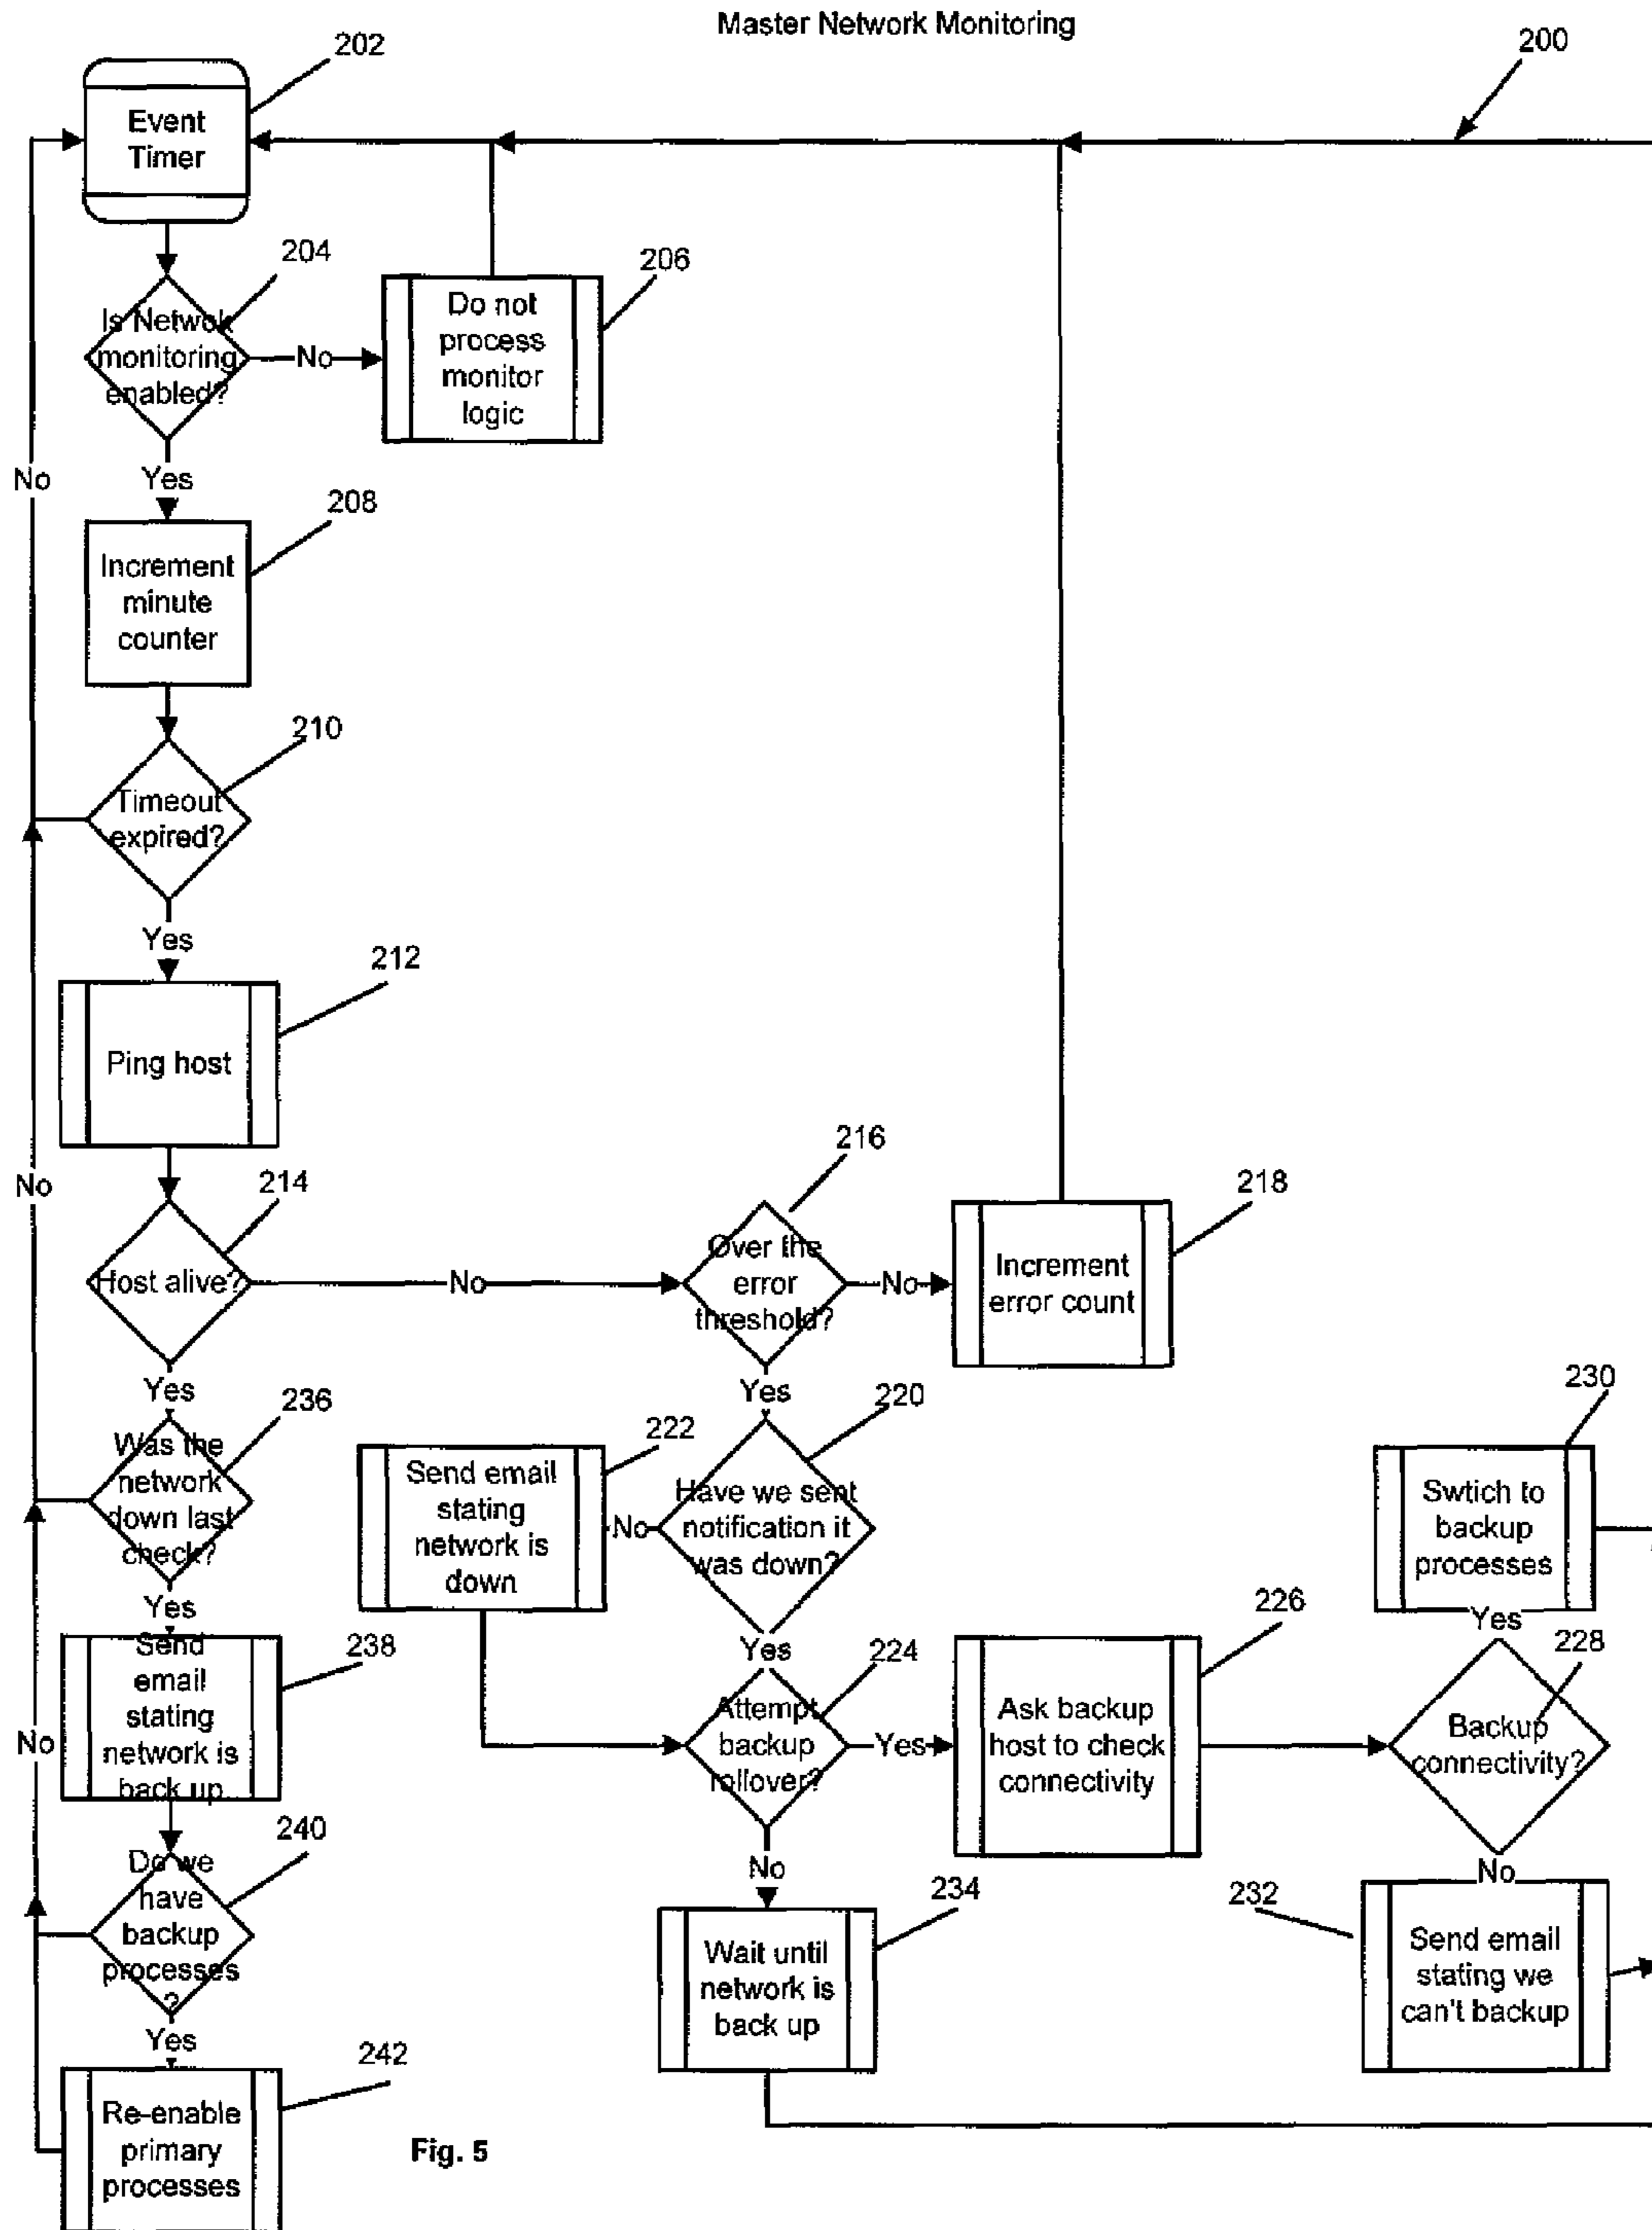 Master Network Monitoring
200
202
Event
Timer
204
Is Netwok
monitoring
enabled?
No
206
Do not
process
monitor
logic
No
Yes
208
Increment
minute
counter
210
Timeout
expired?
Yes
212
Ping host
No
214
Host alive?
No
216
Over the
error
threshold?
No
218
Increment
error count
Yes
236
Was the
network
down last
check?
Yes
220
Have we sent
notification it
was down?
No
222
Send email
stating
network is
down
230
Swtich to
backup
processes
Yes
238
Send
email
stating
network is
back up
No
Yes
224
Attempt
backup
rollover?
Yes
226
Ask backup
host to check
connectivity
Yes
228
Backup
connectivity?
240
Do we
have
backup
processes
?
No
234
Wait until
network is
back up
No
232
Send email
stating we
can't backup
Yes
242
Re-enable
primary
processes
Fig. 5